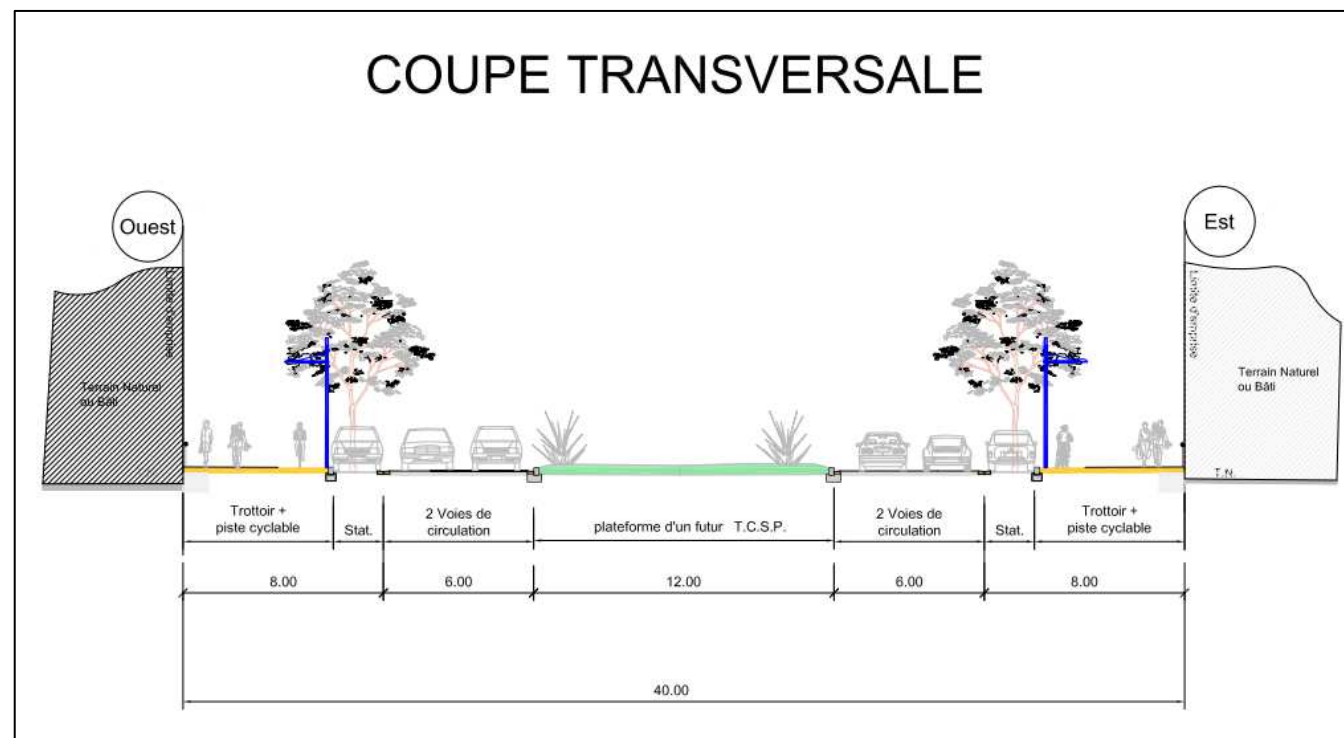 COUPE TRANSVERSALE
Ouest
Est
Limite d'emprise
Limite d'emprise
Terrain Naturel
ou Bâti
Terrain Naturel
ou Bâti
T.N.
Trottoir +
piste cyclable
Stat.
2 Voies de
circulation
plateforme d'un futur T.C.S.P.
2 Voies de
circulation
Stat.
Trottoir +
piste cyclable
8.00
6.00
12.00
6.00
8.00
40.00